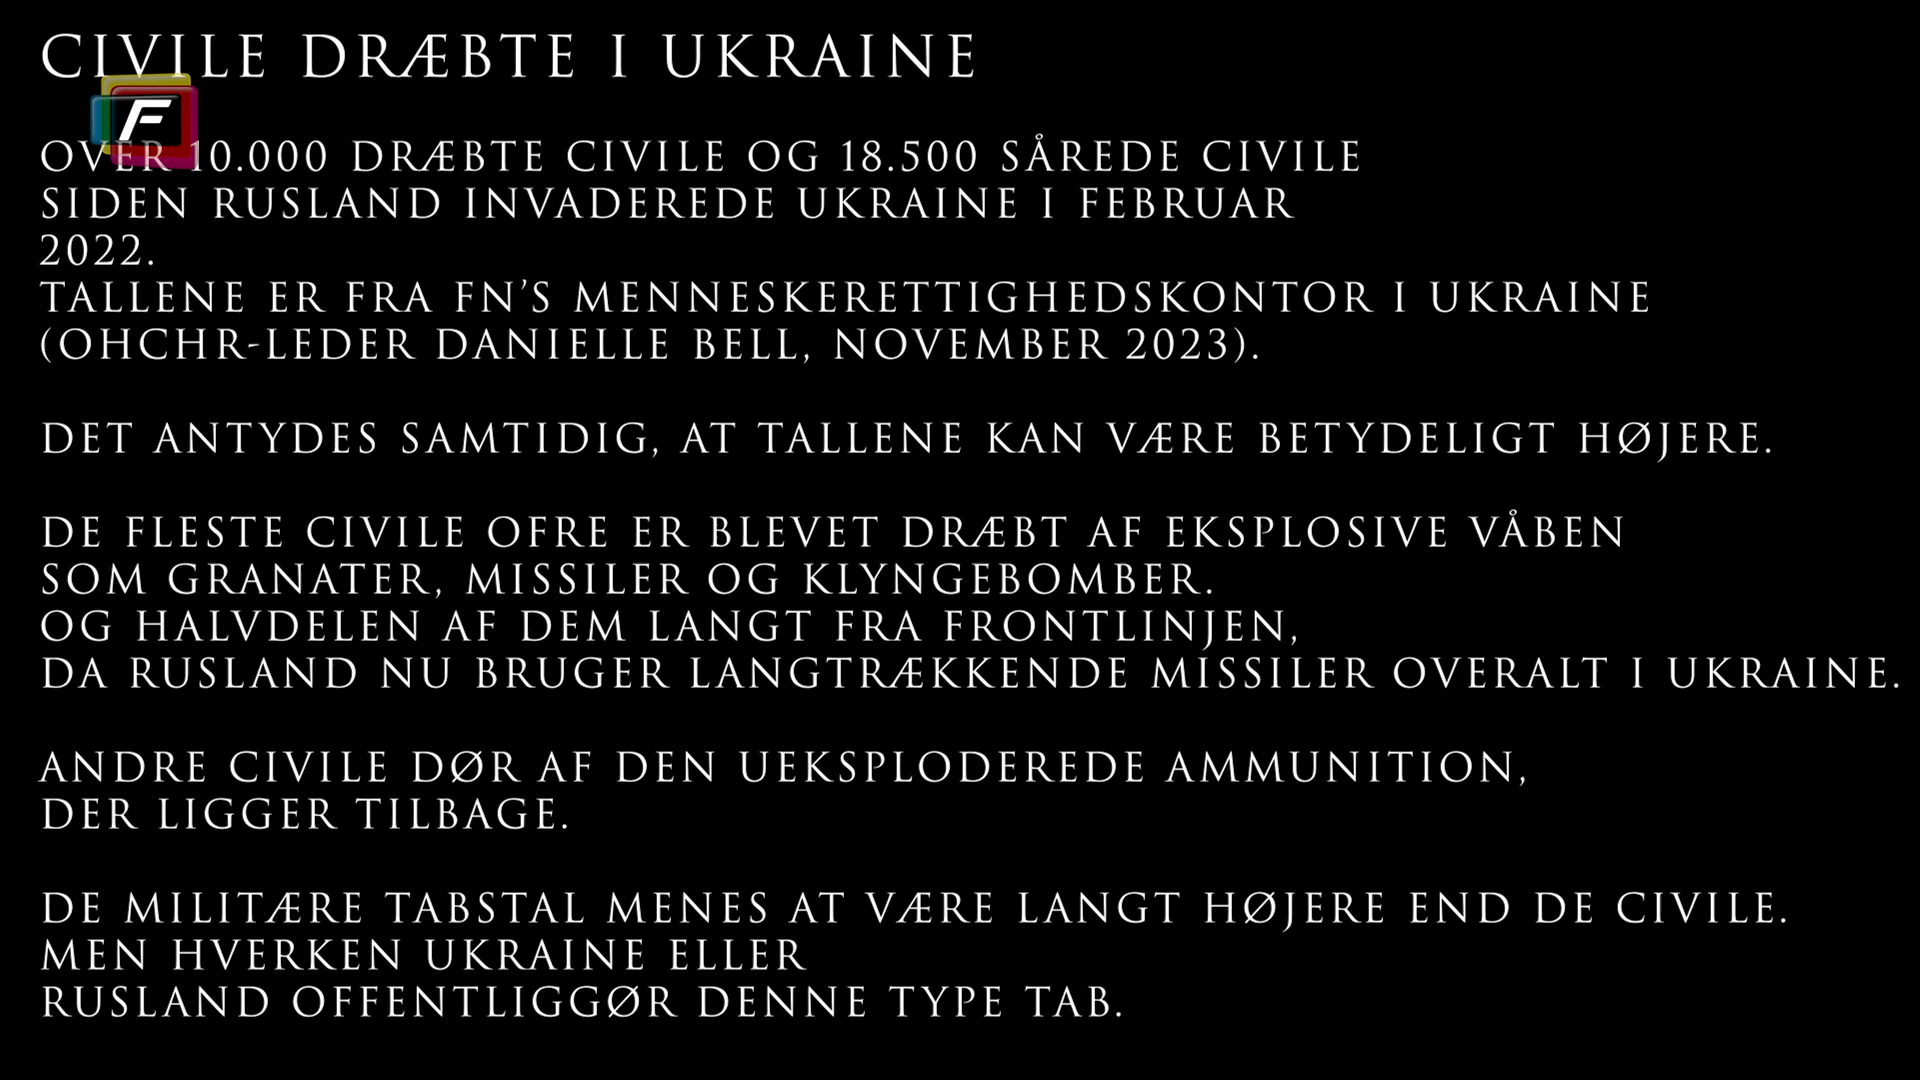 CIVILE DRÆBTE I UKRAINE
F
OVER 10.000 DRÆBTE CIVILE OG 18.500 SÅREDE CIVILE
SIDEN RUSLAND INVADEREDE UKRAINE I FEBRUAR
2022.
TALLENE ER FRA FN’S MENNESKERETTIGHEDSKONTOR I UKRAINE
(OHCHR-LEDER DANIELLE BELL, NOVEMBER 2023).
DET ANTYDES SAMTIDIG, AT TALLENE KAN VÆRE BETYDELIGT HØJERE.
DE FLESTE CIVILE OFRE ER BLEVET DRÆBT AF EKSPLOSIVE VÅBEN
SOM GRANATER, MISSILER OG KLYNGEBOMBER.
OG HALVDELEN AF DEM LANGT FRA FRONTLINJEN,
DA RUSLAND NU BRUGER LANGTRÆKKENDE MISSILER OVERALT I UKRAINE.
ANDRE CIVILE DØR AF DEN UEKSPLODEREDE AMMUNITION,
DER LIGGER TILBAGE.
DE MILITÆRE TABSTAL MENES AT VÆRE LANGT HØJERE END DE CIVILE.
MEN HVERKEN UKRAINE ELLER
RUSLAND OFFENTLIGGØR DENNE TYPE TAB.